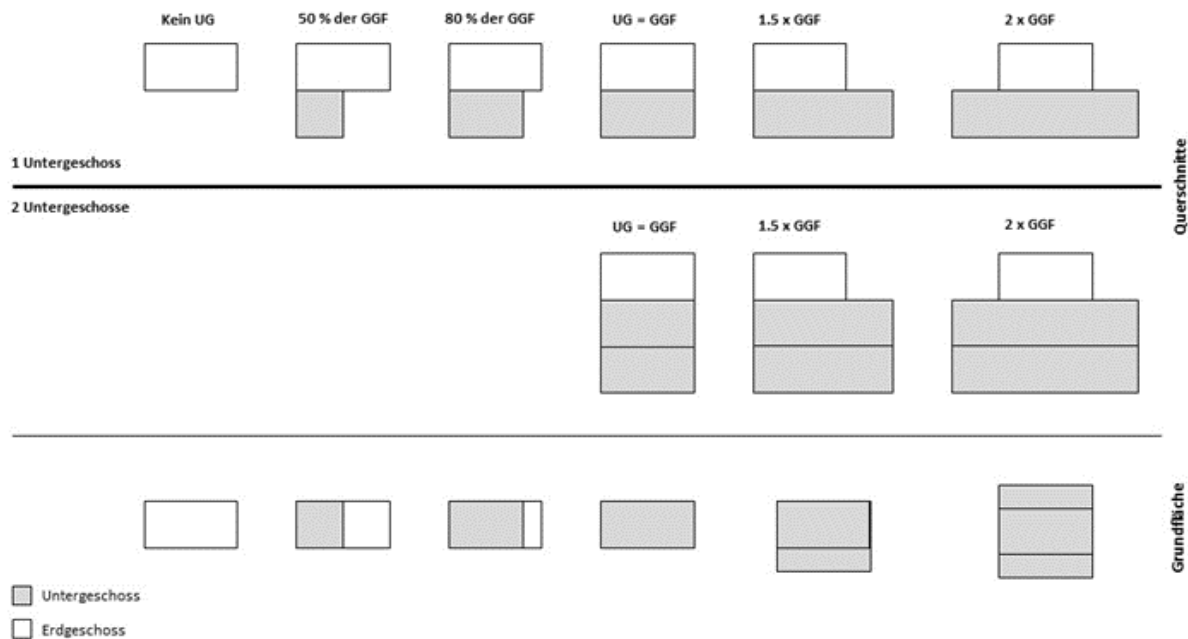 Kein UG
50 % der GGF
80 % der GGF
UG = GGF
1.5 x GGF
2 x GGF
1 Untergeschoss
Querschnitte
2 Untergeschosse
UG = GGF
1.5 x GGF
2 x GGF
Grundfläche
Untergeschoss
Erdgeschoss